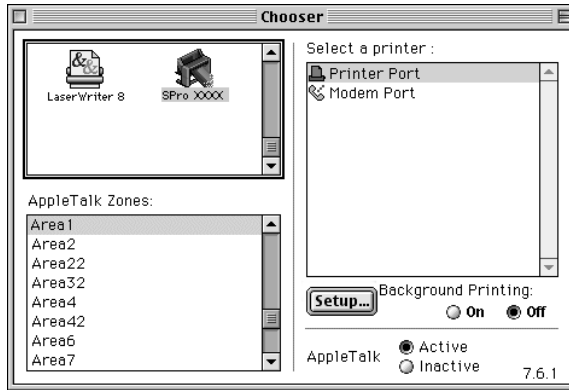 Chooser
LaserWriter 8
SPro XXXX
AppleTalk Zones:
Area1
Area2
Area22
Area32
Area4
Area42
Area6
Area7
Select a printer :
Printer Port
Modem Port
Setup...
Background Printing:
On Off
AppleTalk
Active
Inactive
7.6.1